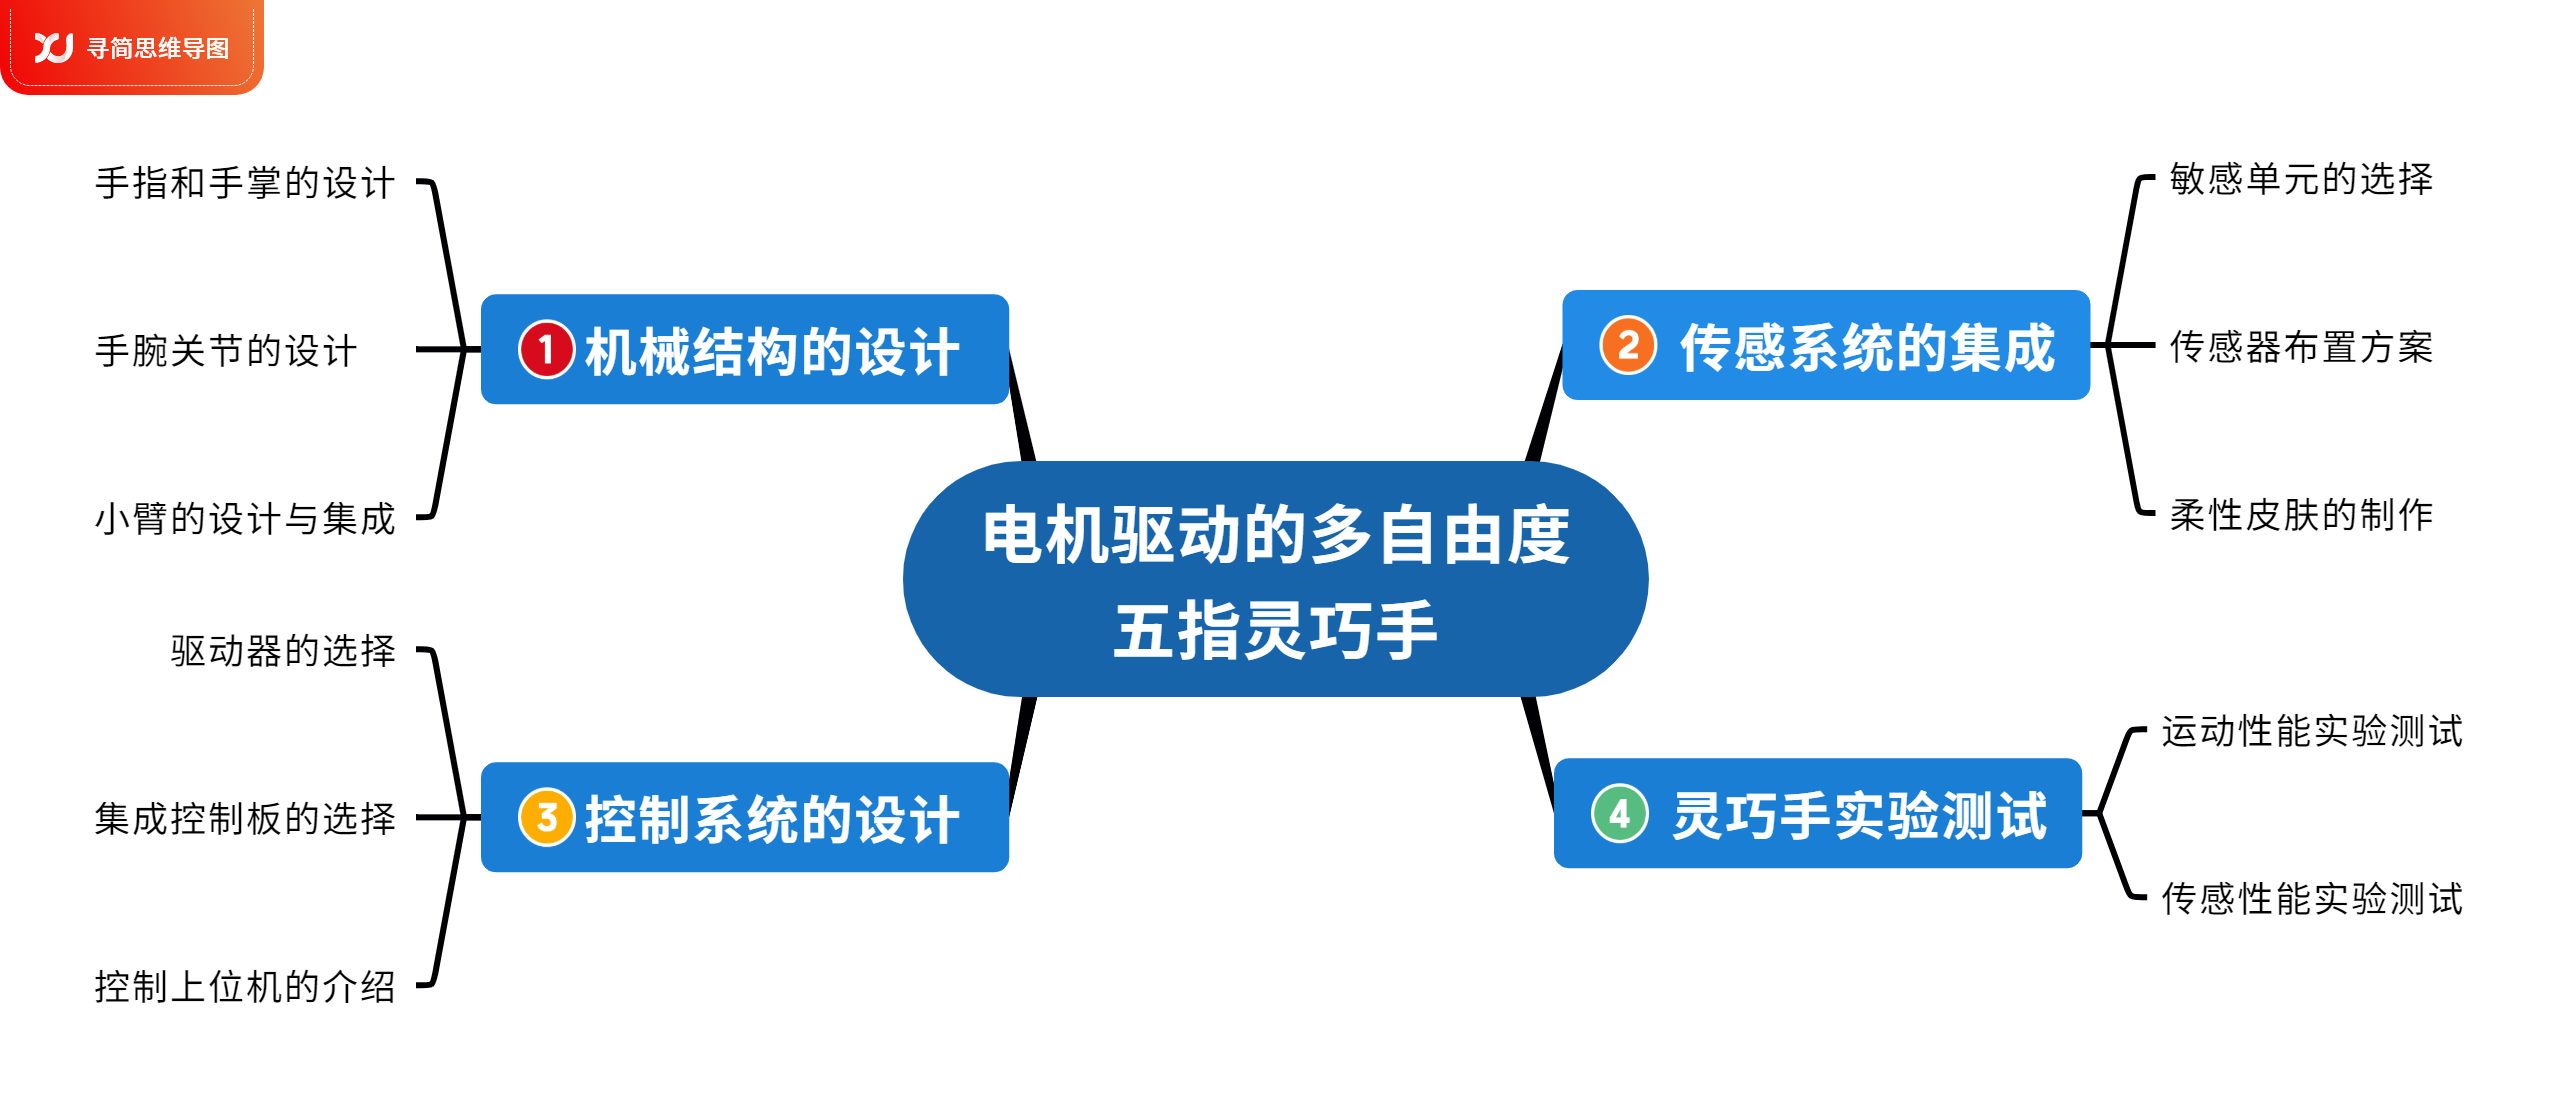 寻简思维导图
电机驱动的多自由度
五指灵巧手
1 机械结构的设计
手指和手掌的设计
手腕关节的设计
小臂的设计与集成
2 传感系统的集成
敏感单元的选择
传感器布置方案
柔性皮肤的制作
3 控制系统的设计
驱动器的选择
集成控制板的选择
控制上位机的介绍
4 灵巧手实验测试
运动性能实验测试
传感性能实验测试